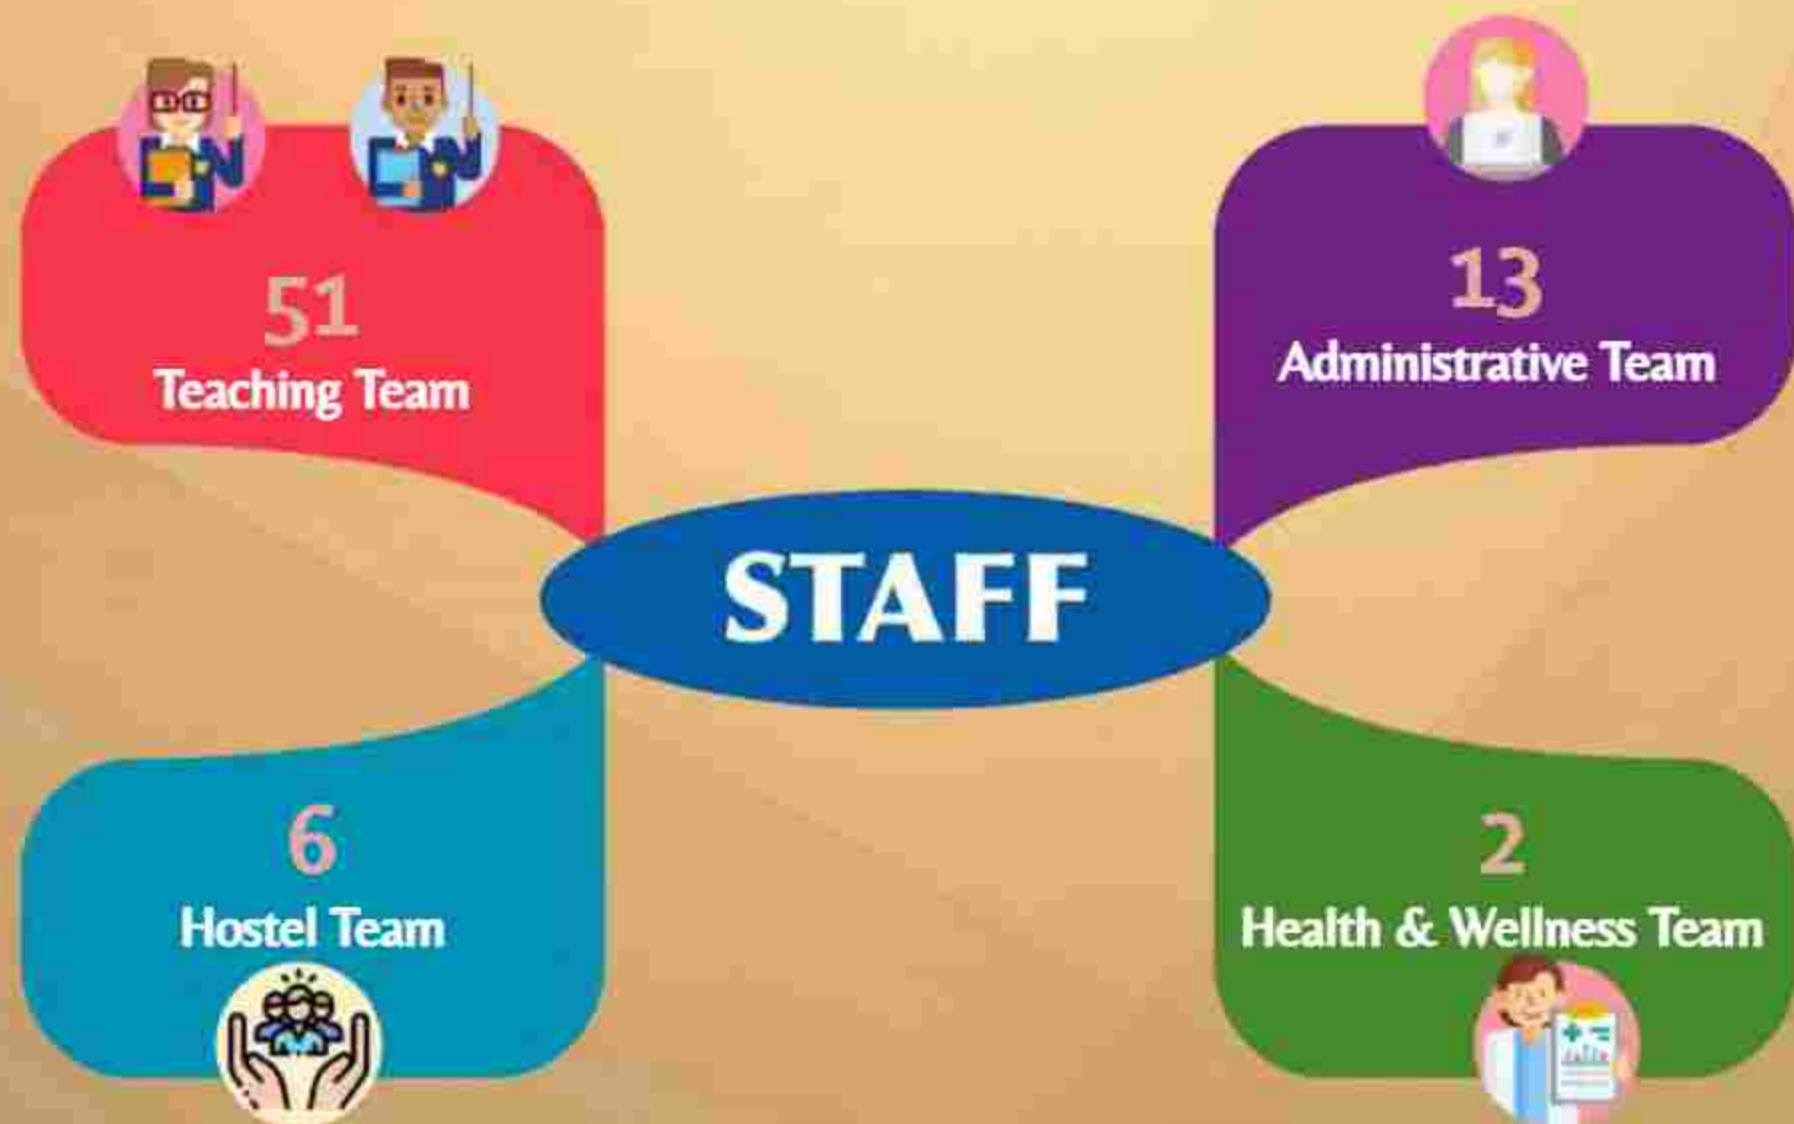 51
Teaching Team
13
Administrative Team
STAFF
6
Hostel Team
2
Health & Wellness Team